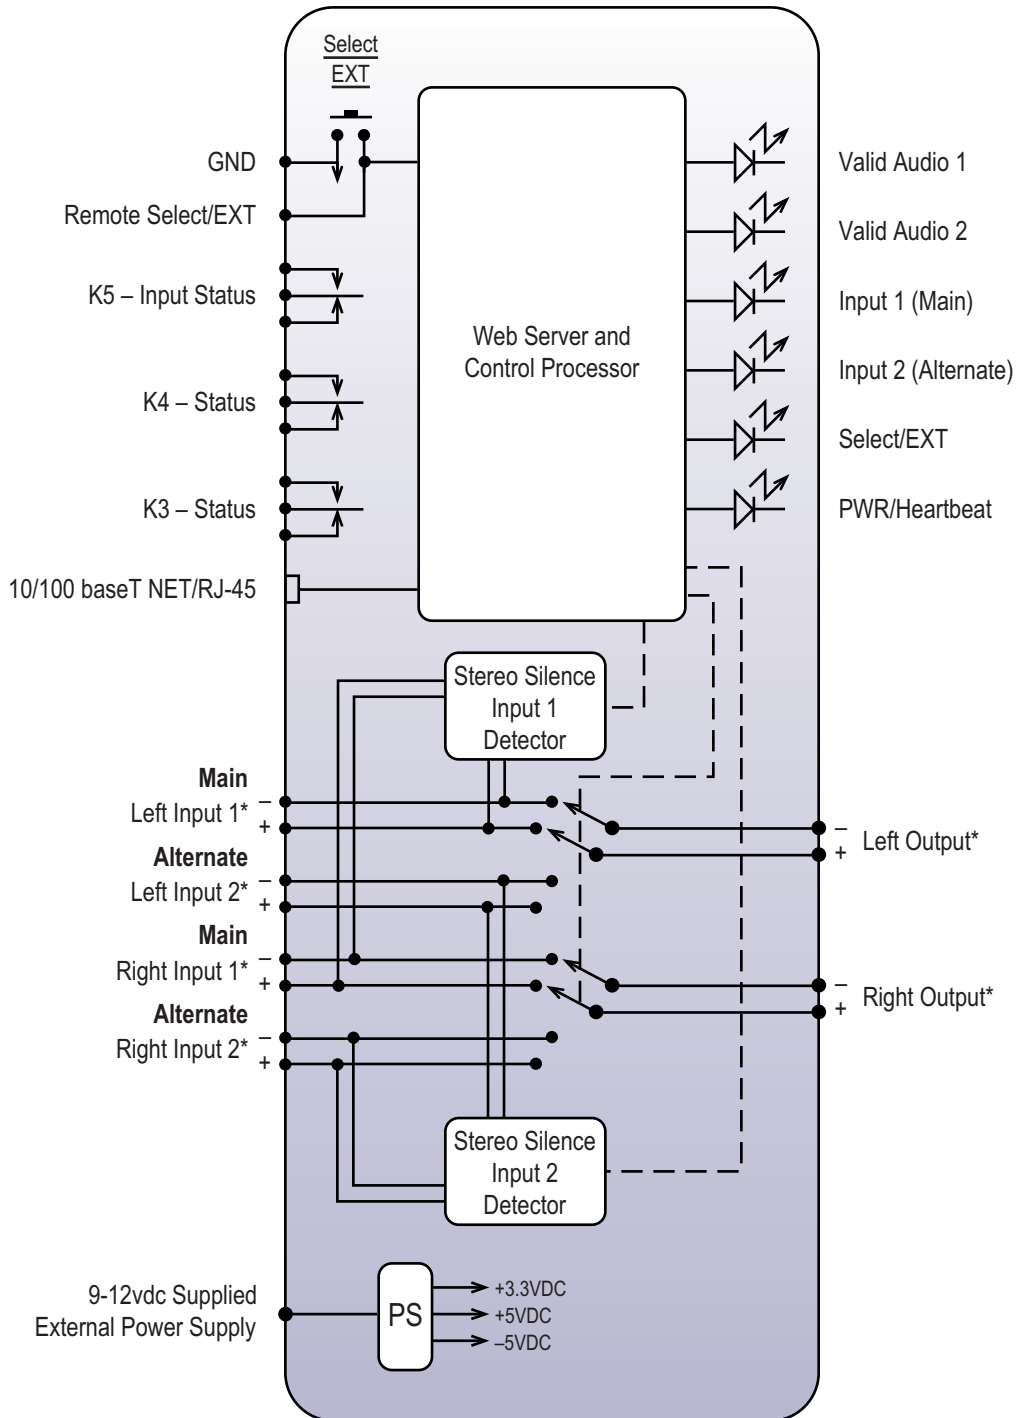 Select
EXT
GND
Remote Select/EXT
K5 – Input Status
K4 – Status
K3 – Status
10/100 baseT NET/RJ-45
Web Server and
Control Processor
Valid Audio 1
Valid Audio 2
Input 1 (Main)
Input 2 (Alternate)
Select/EXT
PWR/Heartbeat
Stereo Silence
Input 1
Detector
Main
Left Input 1*
–
+
Alternate
Left Input 2*
–
+
Main
Right Input 1*
–
+
Alternate
Right Input 2*
–
+
–
Left Output*
+
–
Right Output*
+
Stereo Silence
Input 2
Detector
9-12vdc Supplied
External Power Supply
PS
+3.3VDC
+5VDC
–5VDC